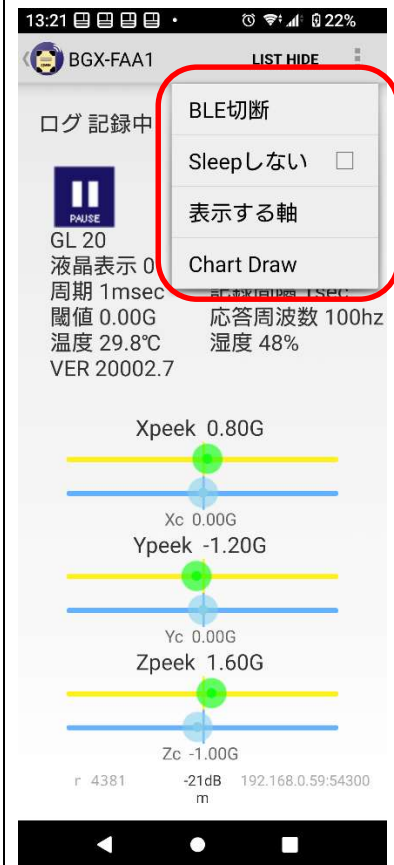 13:21 22%
BGX-FAA1 LIST HIDE
ログ 記録中
BLE切断
Sleepしない
表示する軸
Chart Draw
PAUSE
GL 20
液晶表示 0
周期 1msec 記録間隔 1sec
閾値 0.00G 応答周波数 100hz
温度 29.8℃ 湿度 48%
VER 20002.7
Xpeek 0.80G
Xc 0.00G
Ypeek -1.20G
Yc 0.00G
Zpeek 1.60G
Zc -1.00G
r 4381 -21dB 192.168.0.59:54300
m